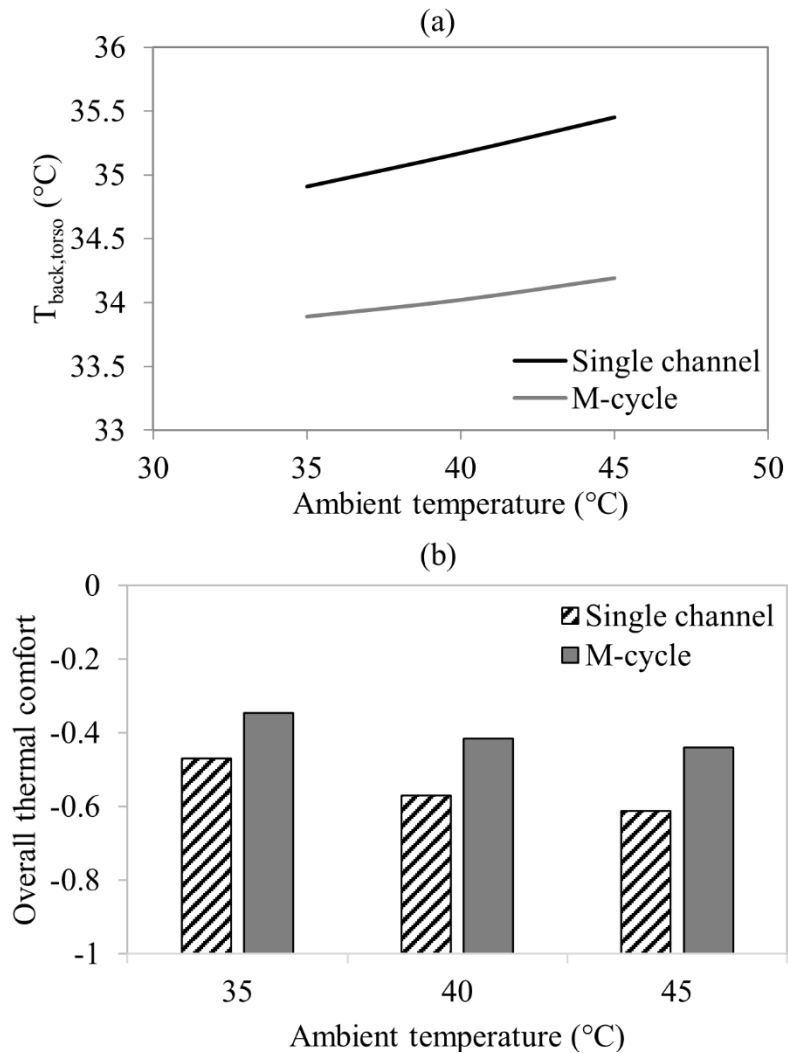 (a)
36
35.5
35
34.5
34
33.5
33
T_back,torso (°C)
Single channel
M-cycle
30
35
40
45
50
Ambient temperature (°C)
(b)
0
-0.2
-0.4
-0.6
-0.8
-1
Overall thermal comfort
Single channel
M-cycle
35
40
45
Ambient temperature (°C)